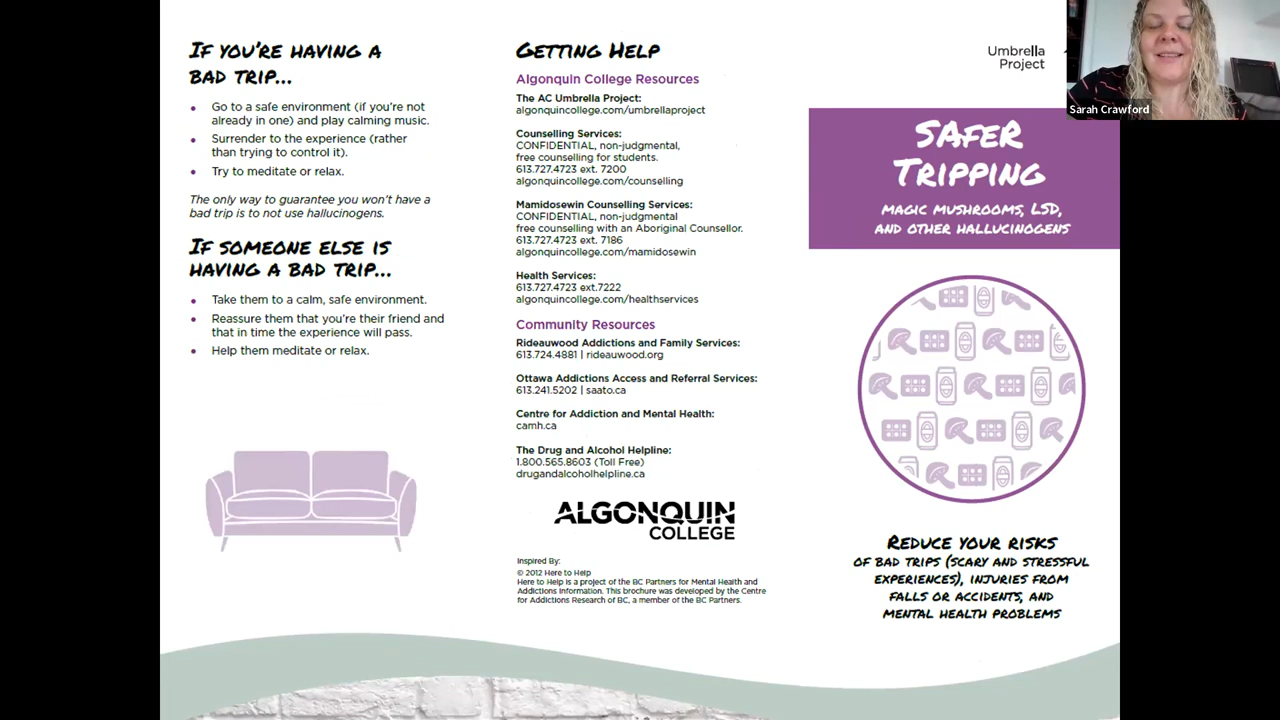 If you're having a
bad trip...
Go to a safe environment (if you're not
already in one) and play calming music.
Surrender to the experience (rather
than trying to control it).
Try to meditate or relax.
The only way to guarantee you won't have a
bad trip is to not use hallucinogens.
If someone else is
having a bad trip...
Take them to a calm, safe environment.
Reassure them that you're their friend and
that in time the experience will pass.
Help them meditate or relax.
Getting Help
Algonquin College Resources
The AC Umbrella Project:
algonquincollege.com/umbrellaproject
Counselling Services:
CONFIDENTIAL, non-judgmental,
free counselling for students.
613.727.4723 ext. 7200
algonquincollege.com/counselling
Mamidosewin Counselling Services:
CONFIDENTIAL, non-judgmental
free counselling with an Aboriginal Counsellor.
613.727.4723 ext. 7186
algonquincollege.com/mamidosewin
Health Services:
613.727.4723 ext.7222
algonquincollege.com/healthservices
Community Resources
Rideauwood Addictions and Family Services:
613.724.4881 | rideauwood.org
Ottawa Addictions Access and Referral Services:
613.241.5202 | saato.ca
Centre for Addiction and Mental Health:
camh.ca
The Drug and Alcohol Helpline:
1.800.565.8603 (Toll Free)
drugandalcoholhelpline.ca
ALGONQUIN
COLLEGE
Inspired By:
© 2012 Here to Help
Here to Help is a project of the BC Partners for Mental Health and
Addictions Information. This brochure was developed by the Centre
for Addictions Research of BC, a member of the BC Partners.
Umbrella
Project
Sarah Crawford
Safer
Tripping
magic mushrooms, LSD,
and other hallucinogens
Reduce your risks
of bad trips (scary and stressful
experiences), injuries from
falls or accidents, and
mental health problems